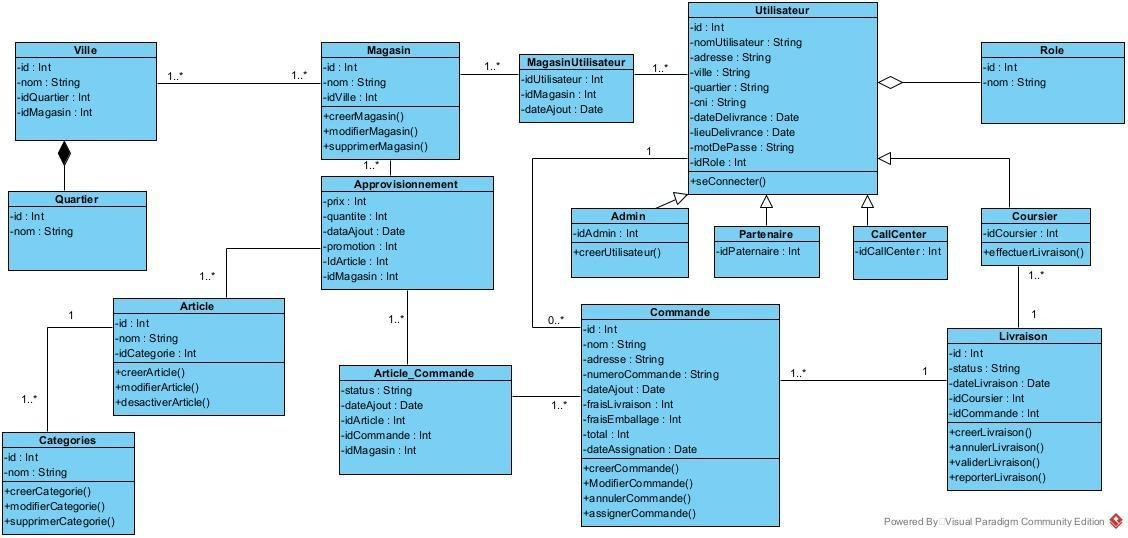 Ville
-id : Int
-nom : String
-idQuartier : Int
-idMagasin : Int
1..*
1..*
Magasin
-id : Int
-nom : String
-idVille : Int
+creerMagasin()
+modifierMagasin()
+supprimerMagasin()
1..*
MagasinUtilisateur
-idUtilisateur : Int
-idMagasin : Int
-dateAjout : Date
1..*
Utilisateur
-id : Int
-nomUtilisateur : String
-adresse : String
-ville : String
-quartier : String
-cni : String
-dateDelivrance : Date
-lieuDelivrance : Date
-motDePasse : String
-idRole : Int
+seConnecter()
Role
-id : Int
-nom : String
Quartier
-id : Int
-nom : String
1..*
Approvisionnement
-prix : Int
-quantite : Int
-dataAjout : Date
-promotion : Int
-IdArticle : Int
-idMagasin : Int
1
Admin
-idAdmin : Int
+creerUtilisateur()
Partenaire
-idPaternaire : Int
CallCenter
-idCallCenter : Int
Coursier
-idCoursier : Int
+effectuerLivraison()
1..*
1
1..*
Article
-id : Int
-nom : String
-idCategorie : Int
+creerArticle()
+modifierArticle()
+desactiverArticle()
1
1..*
1..*
Article_Commande
-status : String
-dateAjout : Date
-idArticle : Int
-idCommande : Int
-idMagasin : Int
0..*
1..*
Commande
-id : Int
-nom : String
-adresse : String
-numeroCommande : String
-dateAjout : Date
-fraisLivraison : Int
-fraisEmballage : Int
-total : Int
-dateAssignation : Date
+creerCommande()
+ModifierCommande()
+annulerCommande()
+assignerCommande()
1..*
1
Livraison
-id : Int
-status : String
-dateLivraison : Date
-idCoursier : Int
-idCommande : Int
+creerLivraison()
+annulerLivraison()
+validerLivraison()
+reporterLivraison()
Categories
-id : Int
-nom : String
+creerCategorie()
+modifierCategorie()
+supprimerCategorie()
Powered By Visual Paradigm Community Edition